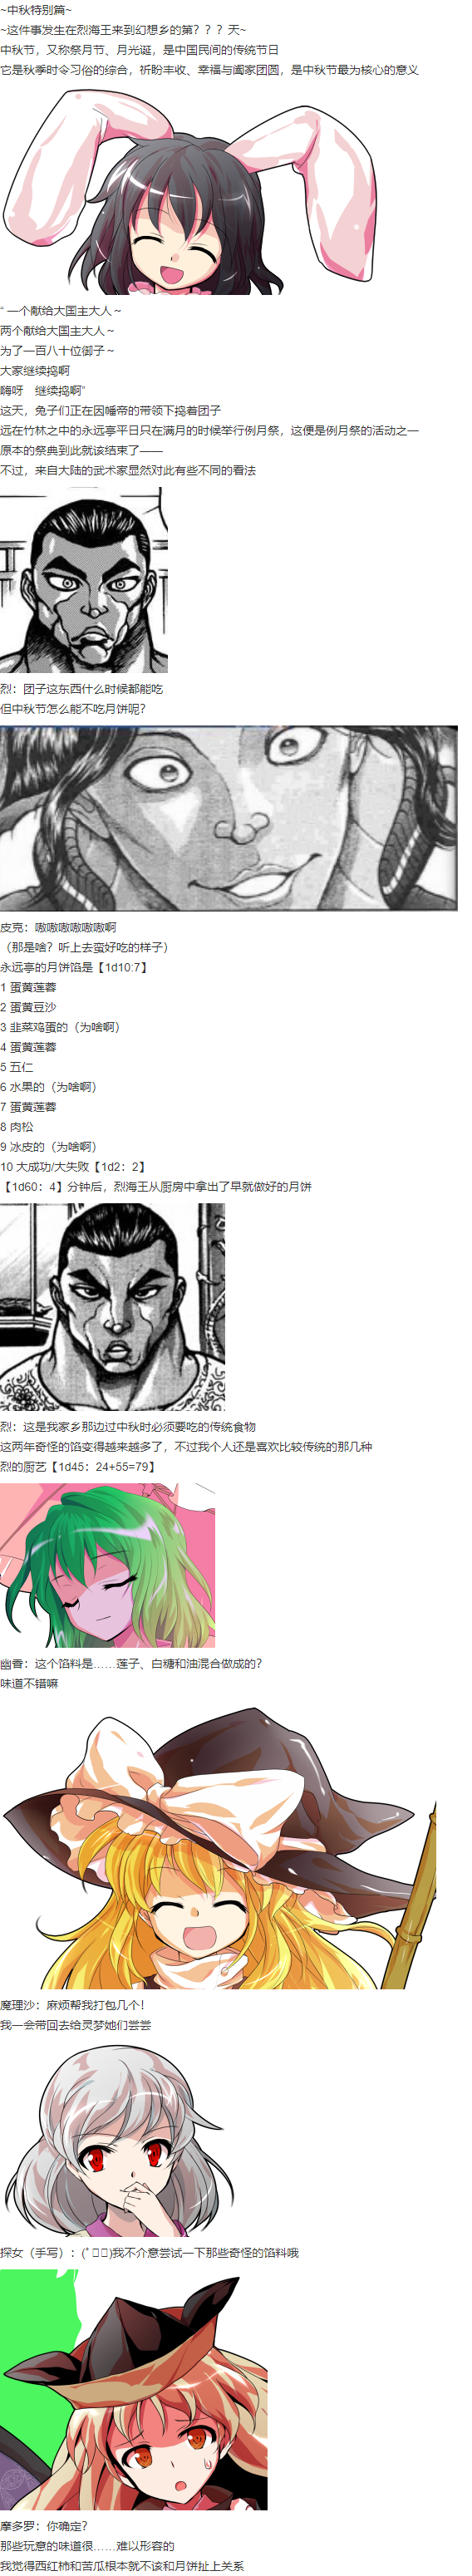 ~中秋特别篇~
~这件事发生在烈海王来到幻想乡的第？？？天~
中秋节，又称祭月节、月光诞，是中国民间的传统节日
它是秋季时令习俗的综合，祈盼丰收、幸福与阖家团圆，是中秋节最为核心的意义
“一个献给大国主大人～
两个献给大国主大人～
为了一百八十位御子～
大家继续捣啊
嗨呀　继续捣啊”
这天，兔子们正在因幡帝的带领下捣着团子
远在竹林之中的永远亭平日只在满月的时候举行例月祭，这便是例月祭的活动之一
原本的祭典到此就该结束了——
不过，来自大陆的武术家显然对此有些不同的看法
烈：团子这东西什么时候都能吃
但中秋节怎么能不吃月饼呢？
皮克：嗷嗷嗷嗷嗷嗷啊
（那是啥？听上去蛮好吃的样子）
永远亭的月饼馅是【1d10:7】
1 蛋黄莲蓉
2 蛋黄豆沙
3 韭菜鸡蛋的（为啥啊）
4 蛋黄莲蓉
5 五仁
6 水果的（为啥啊）
7 蛋黄莲蓉
8 肉松
9 冰皮的（为啥啊）
10 大成功/大失败【1d2：2】
【1d60：4】分钟后，烈海王从厨房中拿出了早就做好的月饼
烈：这是我家乡那边过中秋时必须要吃的传统食物
这两年奇怪的馅变得越来越多了，不过我个人还是喜欢比较传统的那几种
烈的厨艺【1d45：24+55=79】
幽香：这个馅料是……莲子、白糖和油混合做成的？
味道不错嘛
魔理沙：麻烦帮我打包几个！
我一会带回去给灵梦她们尝尝
探女（手写）：(ﾟ▯▯)我不介意尝试一下那些奇怪的馅料哦
摩多罗：你确定？
那些玩意的味道很……难以形容的
我觉得西红柿和苦瓜根本就不该和月饼扯上关系